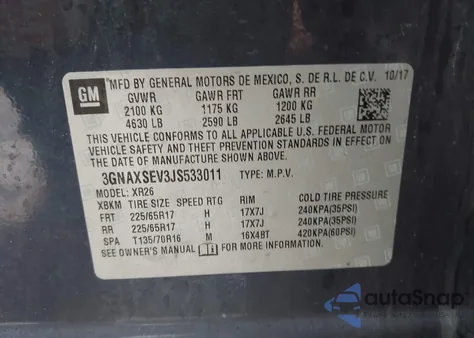 GM
MFD BY GENERAL MOTORS DE MEXICO, S. DE R.L. DE C.V. 10/17
GVWR GAWR FRT GAWR RR
2100 KG 1175 KG 1200 KG
4630 LB 2590 LB 2645 LB
THIS VEHICLE CONFORMS TO ALL APPLICABLE U.S. FEDERAL MOTOR
VEHICLE SAFETY AND THEFT PREVENTION STANDARDS IN EFFECT ON THE
DATE OF MANUFACTURE SHOWN ABOVE.
3GNAXSEV3JS533011 TYPE: M.P.V.
MODEL: XR26
X8KM TIRE SIZE SPEED RTG RIM COLD TIRE PRESSURE
FRT 225/65R17 H 17X7J 240KPA(35PSI)
RR 225/65R17 H 17X7J 240KPA(35PSI)
SPA T135/70R16 M 16X4BT 420KPA(60PSI)
SEE OWNER'S MANUAL FOR MORE INFORMATION.
autoSnap